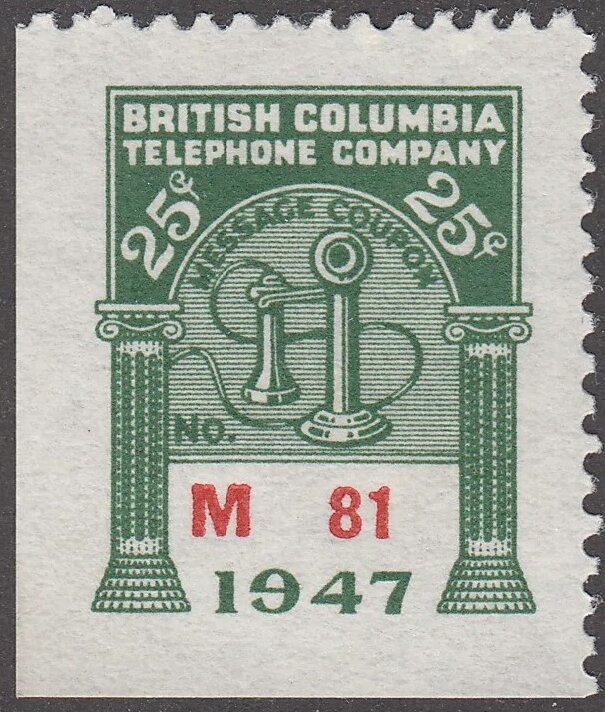 BRITISH COLUMBIA
TELEPHONE COMPANY
25¢ 25¢
MESSAGE COUPON
No.
M 81
1947